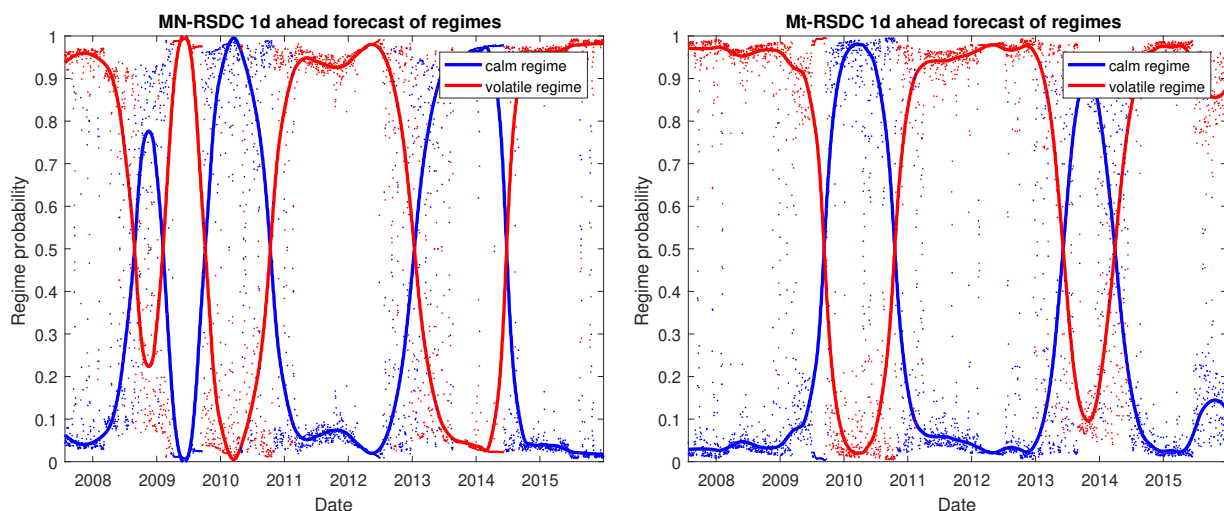 MN-RSDC 1d ahead forecast of regimes
1
0.9
0.8
0.7
0.6
0.5
0.4
0.3
0.2
0.1
0
Regime probability
calm regime
volatile regime
2008 2009 2010 2011 2012 2013 2014 2015
Date
Mt-RSDC 1d ahead forecast of regimes
1
0.9
0.8
0.7
0.6
0.5
0.4
0.3
0.2
0.1
0
Regime probability
calm regime
volatile regime
2008 2009 2010 2011 2012 2013 2014 2015
Date